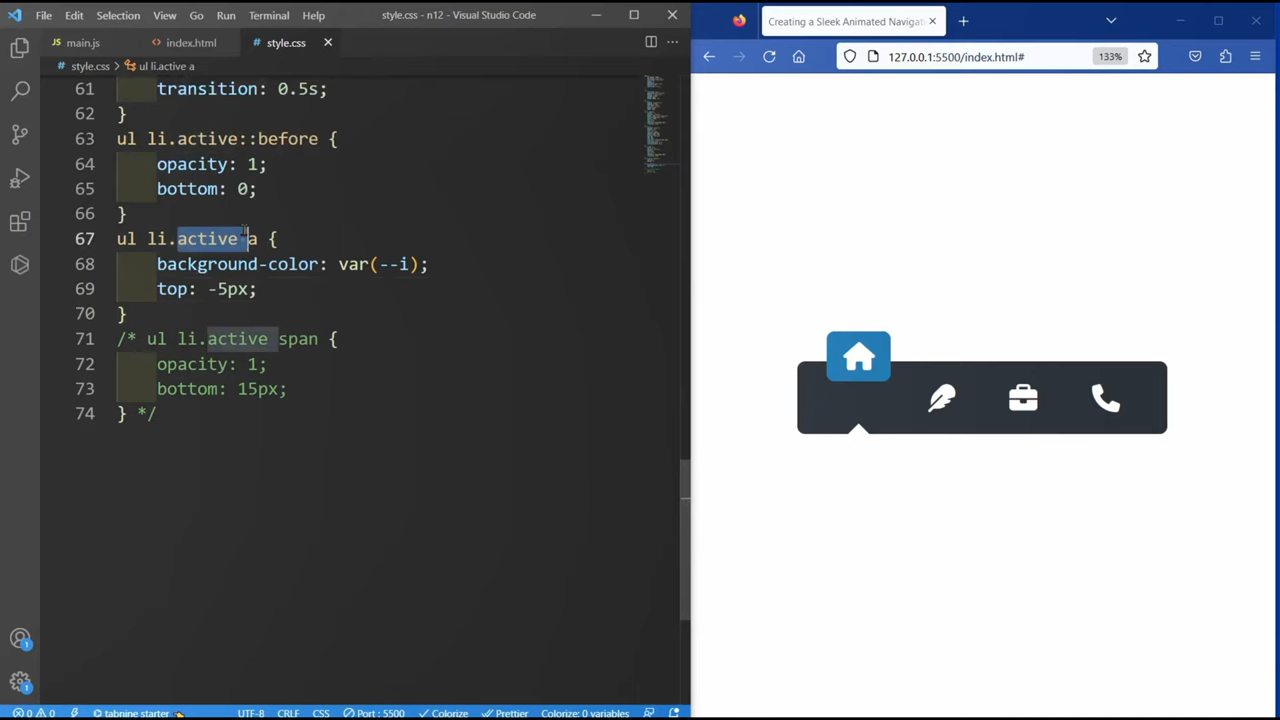 File Edit Selection View Go Run Terminal Help style.css - n12 - Visual Studio Code
Creating a Sleek Animated Navigat
JS main.js <> index.html # style.css
127.0.0.1:5500/index.html# 133%
# style.css > ul li.active a
61 transition: 0.5s;
62 }
63 ul li.active::before {
64 opacity: 1;
65 bottom: 0;
66 }
67 ul li.active a {
68 background-color: var(--i);
69 top: -5px;
70 }
71 /* ul li.active span {
72 opacity: 1;
73 bottom: 15px;
74 } */
1
1
0 0 tabnine starter UTF-8 CRLF CSS Port : 5500 Colorize Prettier Colorize: 0 variables